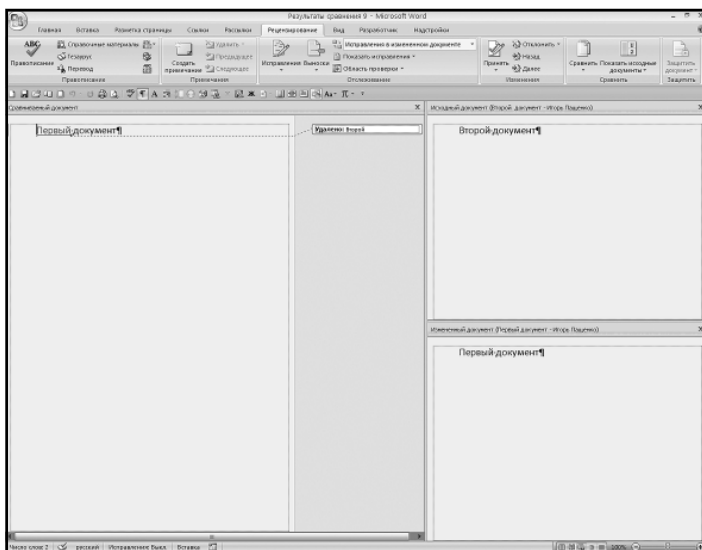 Результаты сравнения 9 - Microsoft Word
Главная Вставка Разметка страницы Ссылки Рассылки Рецензирование Вид Разработчик Надстройки
ABC Справочные материалы Удалить Исправления в измененном документе Отклонить
Правописание Тезаурус Создать примечание Предыдущее Исправления Выноски Показать исправления Принять Назад Сравнить Показать исходные документы Защитить документ
Перевод Следующее Область проверки Далее
Правописание Примечания Отслеживание Изменения Сравнить Защитить
Сравниваемый документ X
Первый·документ¶
Удалено: Второй
Исходный документ (Второй документ - Игорь Пащенко) X
Второй·документ¶
Измененный документ (Первый документ - Игорь Пащенко) X
Первый·документ¶
Число слов: 2 русский Исправления: Выкл. Вставка 200%